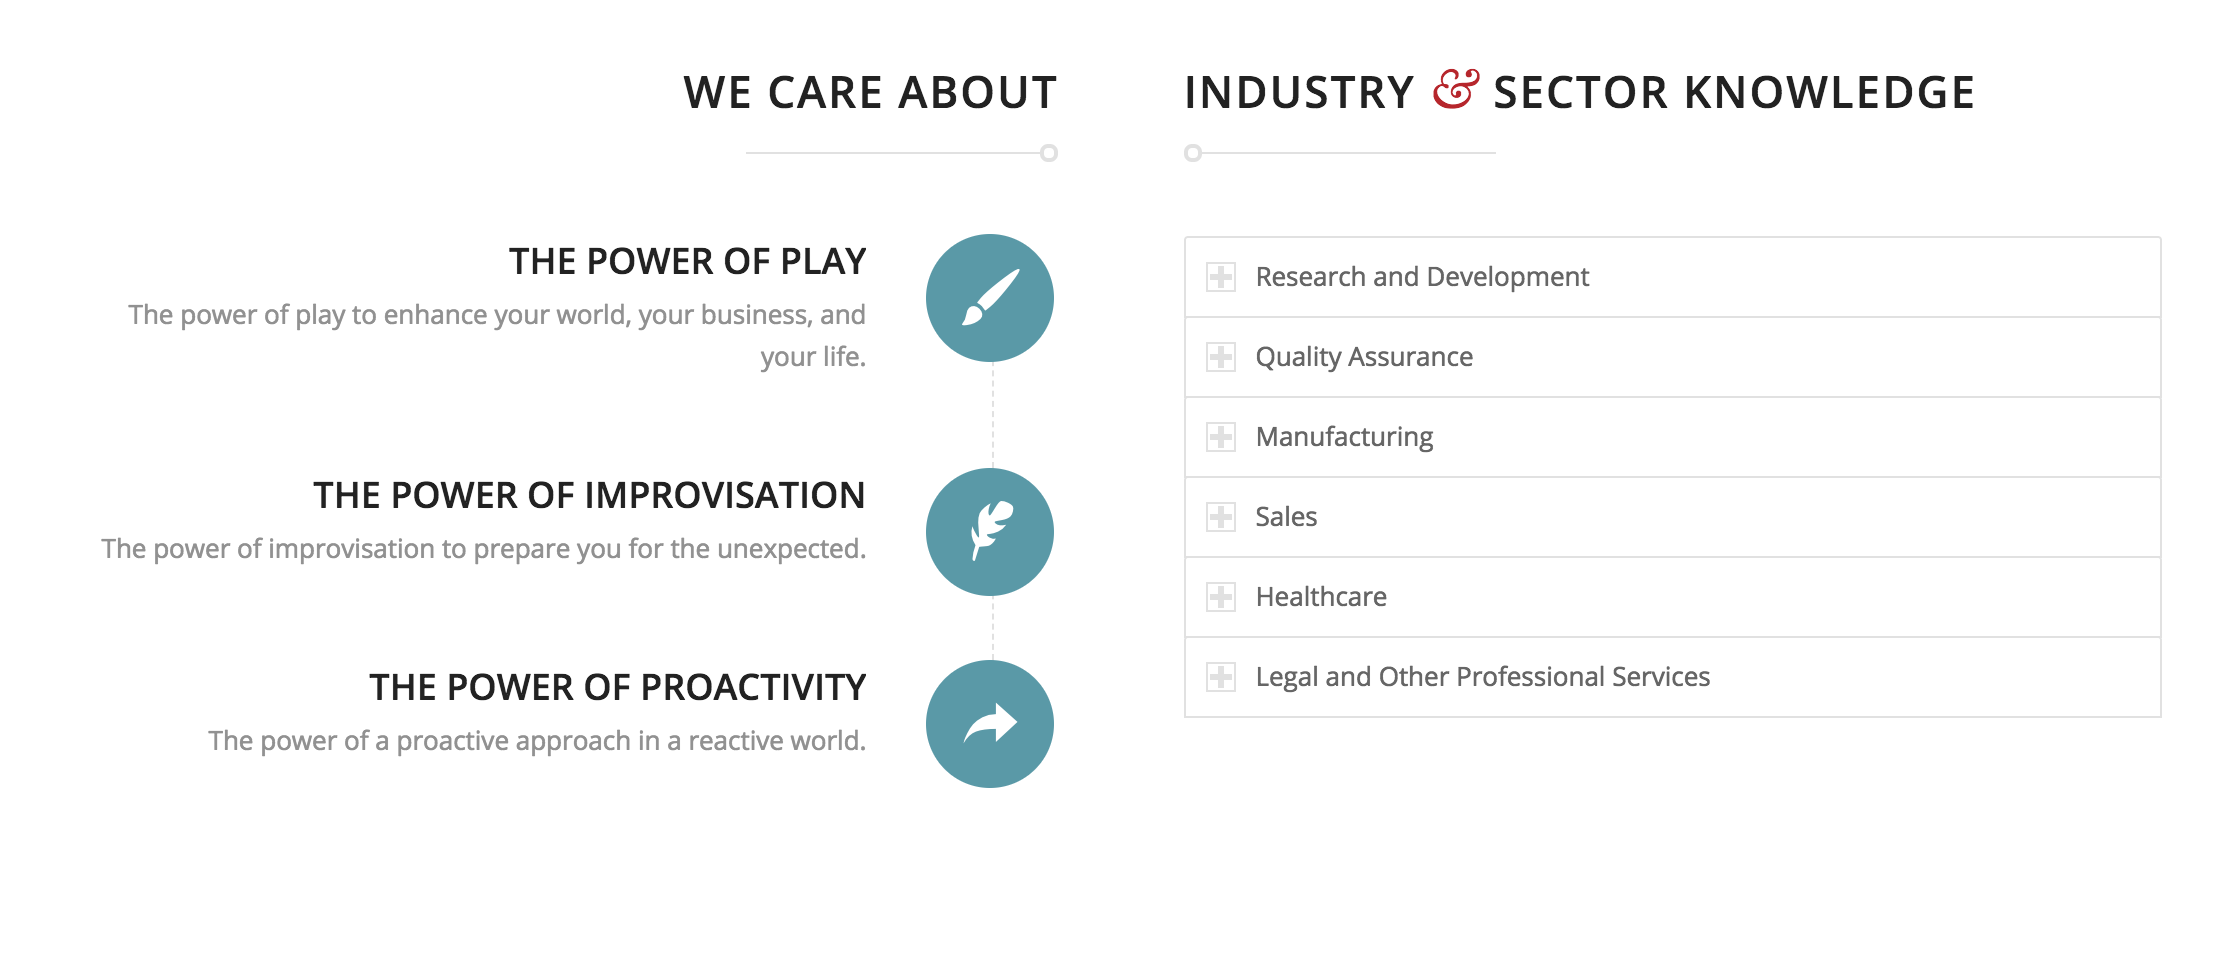 WE CARE ABOUT
THE POWER OF PLAY
The power of play to enhance your world, your business, and
your life.
THE POWER OF IMPROVISATION
The power of improvisation to prepare you for the unexpected.
THE POWER OF PROACTIVITY
The power of a proactive approach in a reactive world.
INDUSTRY & SECTOR KNOWLEDGE
Research and Development
Quality Assurance
Manufacturing
Sales
Healthcare
Legal and Other Professional Services